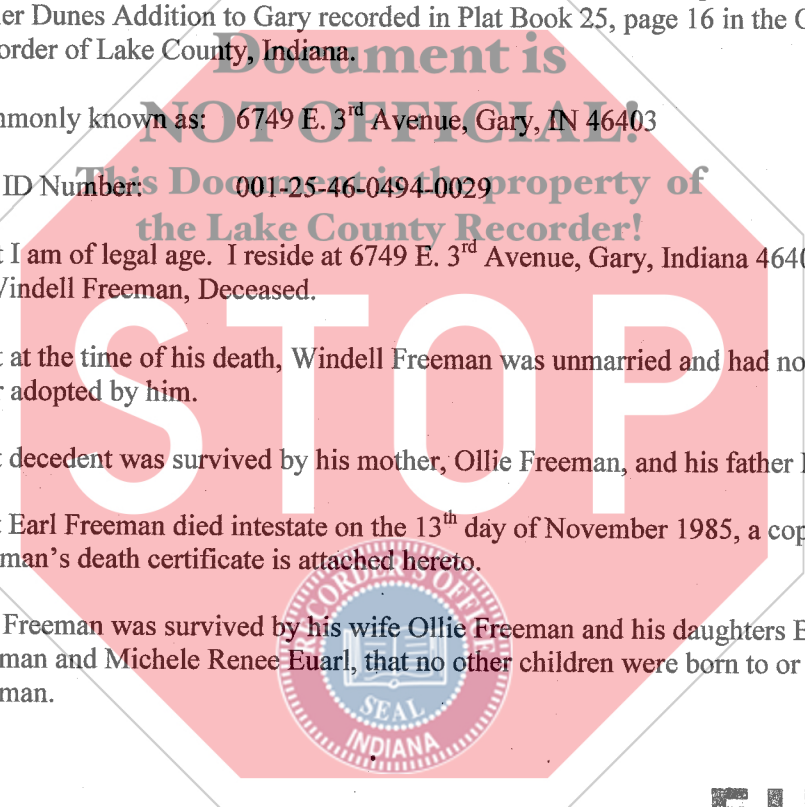 er Dunes Addition to Gary recorded in Plat Book 25, page 16 in the
order of Lake County, Indiana.
Document is
NOT OFFICIAL!
mmonly known as: 6749 E. 3rd Avenue, Gary, IN 46403
This Document is the property of
ID Number: 001-25-46-0494-0029
the Lake County Recorder!
I am of legal age. I reside at 6749 E. 3rd Avenue, Gary, Indiana 464
Windell Freeman, Deceased.
STOP
at the time of his death, Windell Freeman was unmarried and had no
adopted by him.
decedent was survived by his mother, Ollie Freeman, and his father
Earl Freeman died intestate on the 13th day of November 1985, a cop
man's death certificate is attached hereto.
RECORDER'S OFFICE
Freeman was survived by his wife Ollie Freeman and his daughters
man and Michele Renee Euarl, that no other children were born to or
man.
SEAL
INDIANA